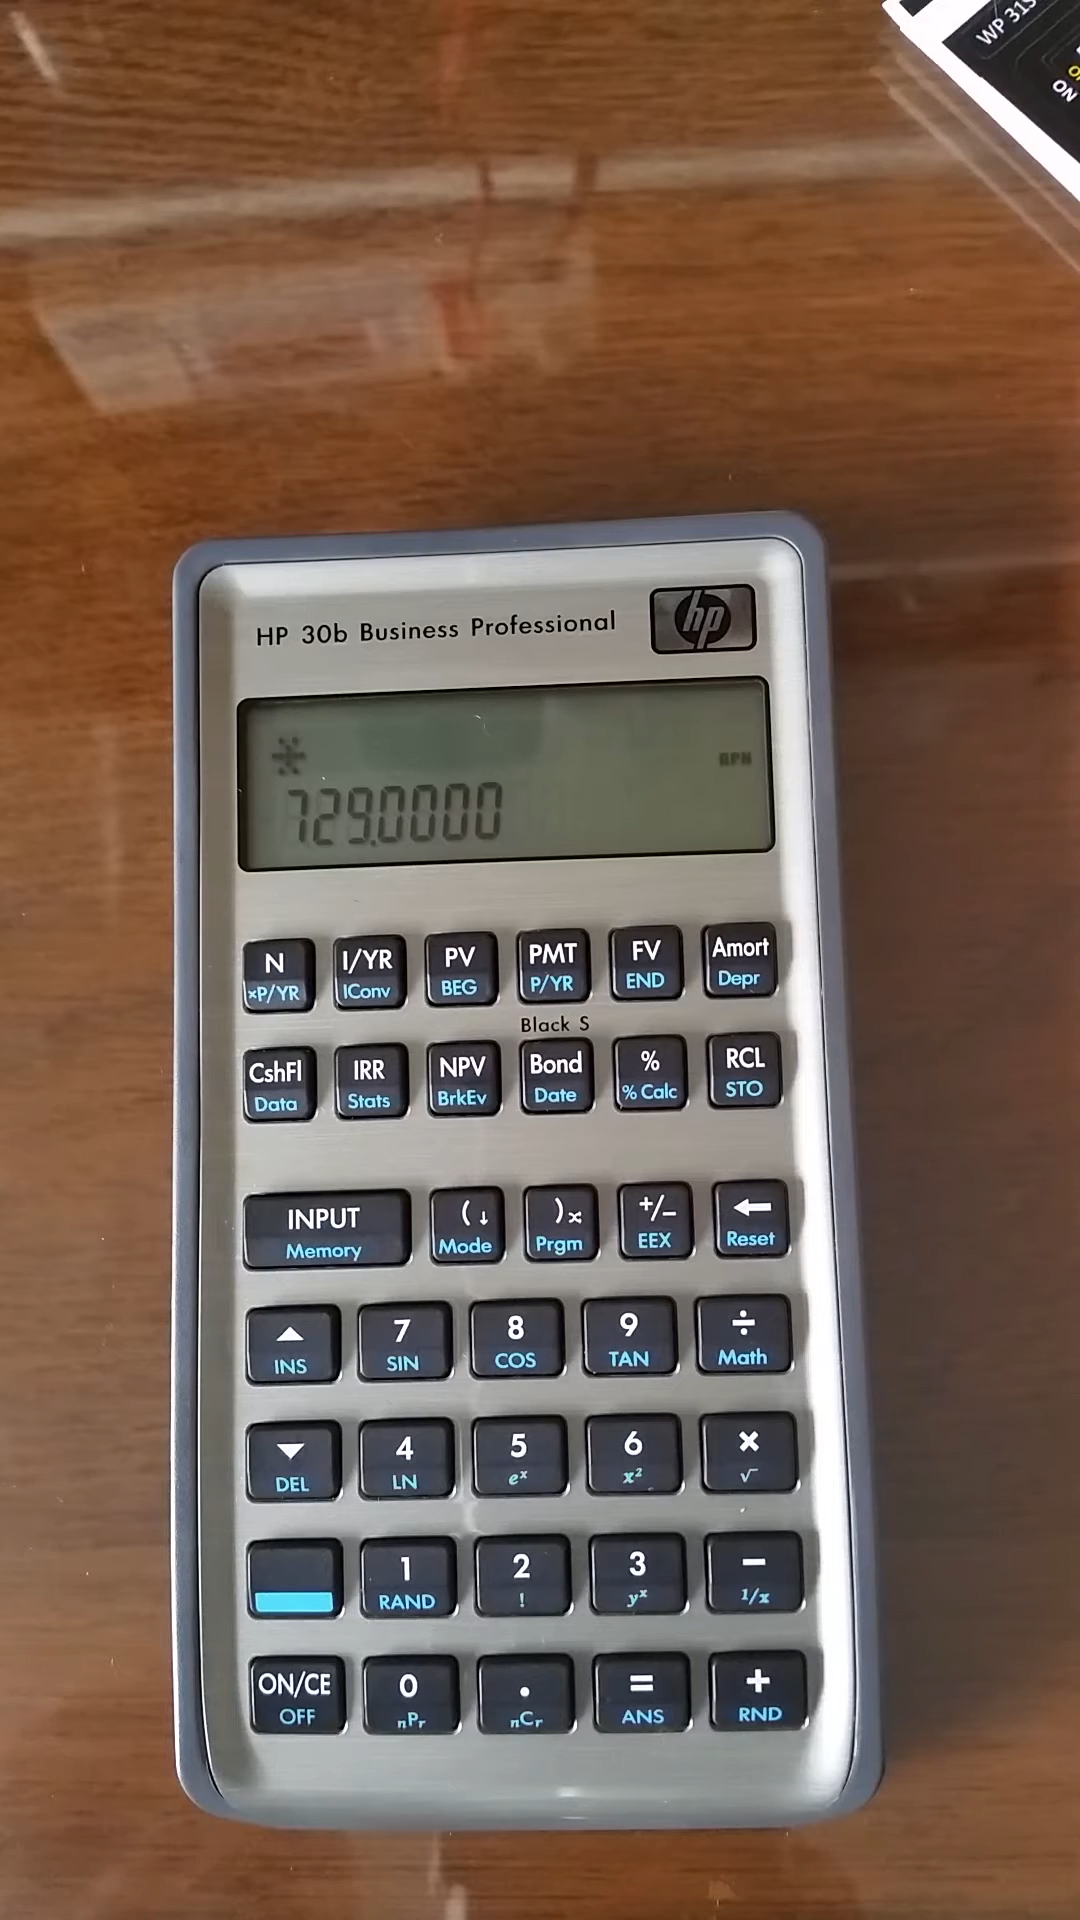 WP 31S
ON
HP 30b Business Professional
hp
RPN
729.0000
N I/YR PV PMT FV Amort
xP/YR IConv BEG P/YR END Depr
Black S
CshFl IRR NPV Bond % RCL
Data Stats BrkEv Date % Calc STO
INPUT (↓ )x +/− ←
Memory Mode Prgm EEX Reset
▲ 7 8 9 ÷
INS SIN COS TAN Math
▼ 4 5 6 ×
DEL LN eˣ x² √
1 2 3 −
RAND ! yˣ 1/x
ON/CE 0 . = +
OFF nPr nCr ANS RND